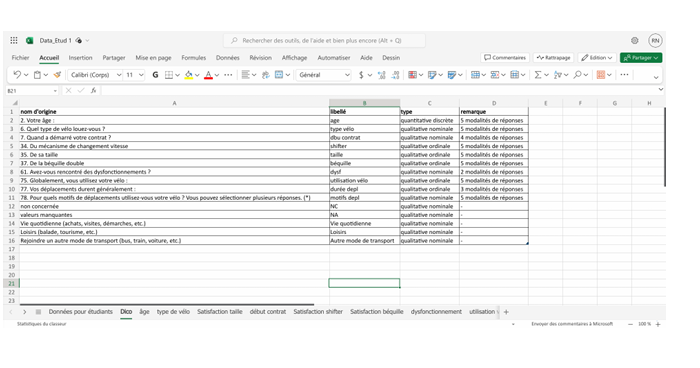 Data_Etud 1
Rechercher des outils, de l'aide et bien plus encore (Alt + Q)
RN
Fichier Accueil Insertion Partager Mise en page Formules Données Révision Affichage Automatiser Aide Dessin Commentaires Rattrapage Édition Partager
Calibri (Corps) 11 G A Général $
B21 fx
A B C D E F G H
1 nom d'origine libellé type remarque
2 2. Votre âge : age quantitative discrète 5 modalités de réponses
3 6. Quel type de vélo louez-vous ? type vélo qualitative nominale 5 modalités de réponses
4 7. Quand a démarré votre contrat ? dbu contrat qualitative nominale 4 modalités de réponses
5 34. Du mécanisme de changement vitesse shifter qualitative ordinale 5 modalités de réponses
6 35. De sa taille taille qualitative ordinale 5 modalités de réponses
7 37. De la béquille double béquille qualitative ordinale 5 modalités de réponses
8 61. Avez-vous rencontré des dysfonctionnements ? dysf qualitative nominale 2 modalités de réponses
9 75. Globalement, vous utilisez votre vélo : utilisation vélo qualitative ordinale 5 modalités de réponses
10 77. Vos déplacements durent généralement : durée depl qualitative ordinale 3 modalités de réponses
11 78. Pour quels motifs de déplacements utilisez-vous votre vélo ? Vous pouvez sélectionner plusieurs réponses. (*) motifs depl qualitative nominale 5 modalités de réponses
12 non concernée NC qualitative nominale -
13 valeurs manquantes NA qualitative nominale -
14 Vie quotidienne (achats, visites, démarches, etc.) Vie quotidienne qualitative nominale -
15 Loisirs (balade, tourisme, etc.) Loisirs qualitative nominale -
16 Rejoindre un autre mode de transport (bus, train, voiture, etc.) Autre mode de transport qualitative nominale -
17
18
19
20
21
22
23
Données pour étudiants Dico âge type de vélo Satisfaction taille début contrat Satisfaction shifter Satisfaction béquille dysfonctionnement utilisation
Statistiques du classeur Envoyer des commentaires à Microsoft 100 %